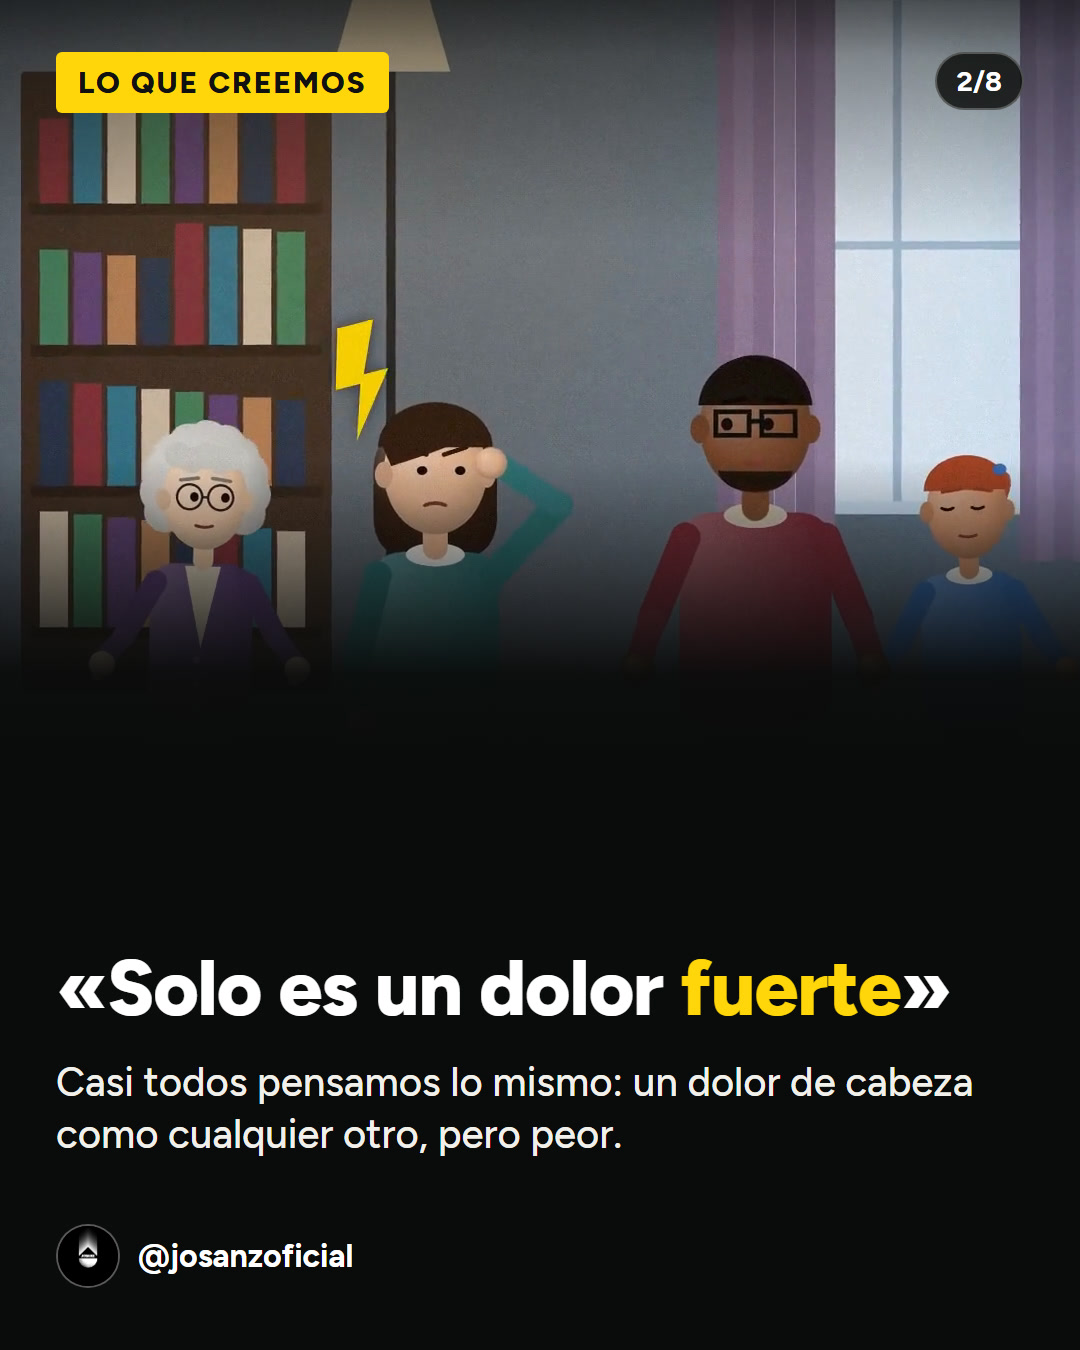 LO QUE CREEMOS
2/8
«Solo es un dolor fuerte»
Casi todos pensamos lo mismo: un dolor de cabeza
como cualquier otro, pero peor.
@josanzoficial